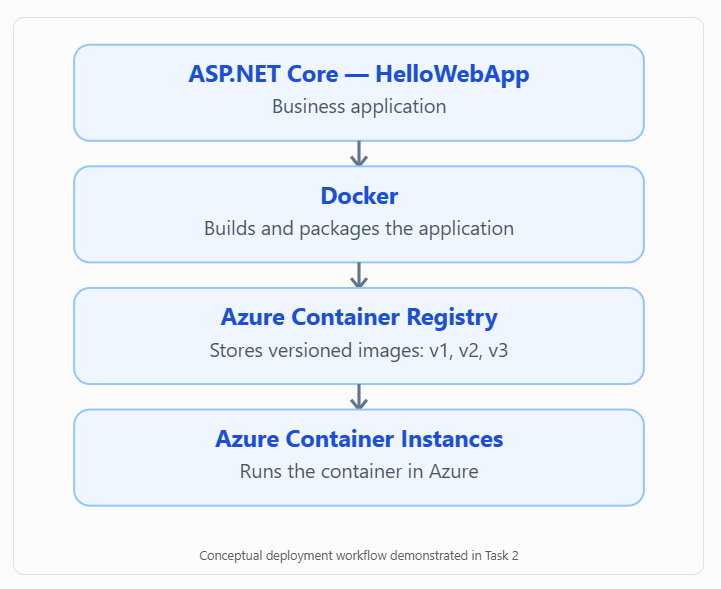 ASP.NET Core — HelloWebApp
Business application
Docker
Builds and packages the application
Azure Container Registry
Stores versioned images: v1, v2, v3
Azure Container Instances
Runs the container in Azure
Conceptual deployment workflow demonstrated in Task 2